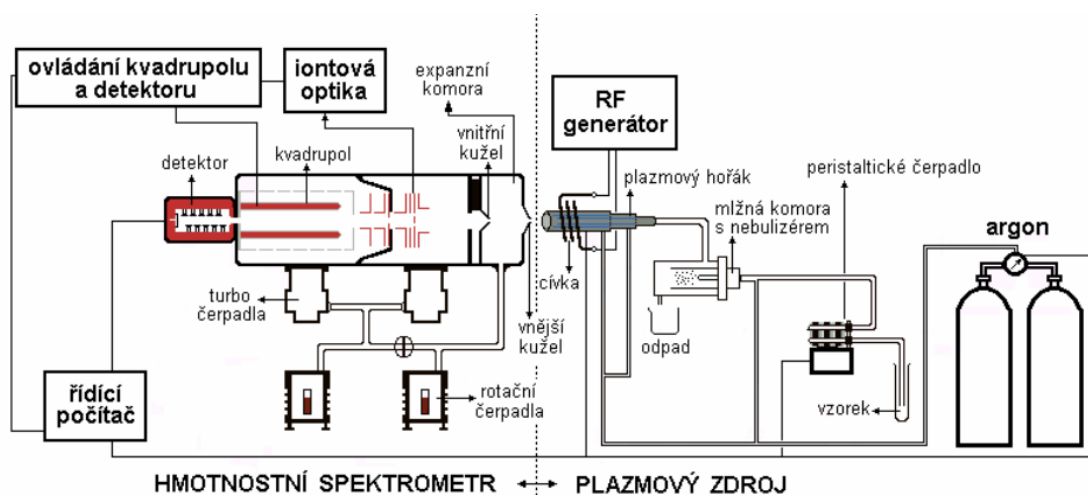 ovládání kvadrupolu
a detektoru
iontová
optika
expanzní
komora
vnitřní
kužel
RF
generátor
detektor
kvadrupol
plazmový hořák
peristaltické čerpadlo
mlžná komora
s nebulizérem
argon
turbo
čerpadla
cívka
vnější
kužel
odpad
řídící
počítač
rotační
čerpadla
vzorek
HMOTNOSTNÍ SPEKTROMETR
PLAZMOVÝ ZDROJ